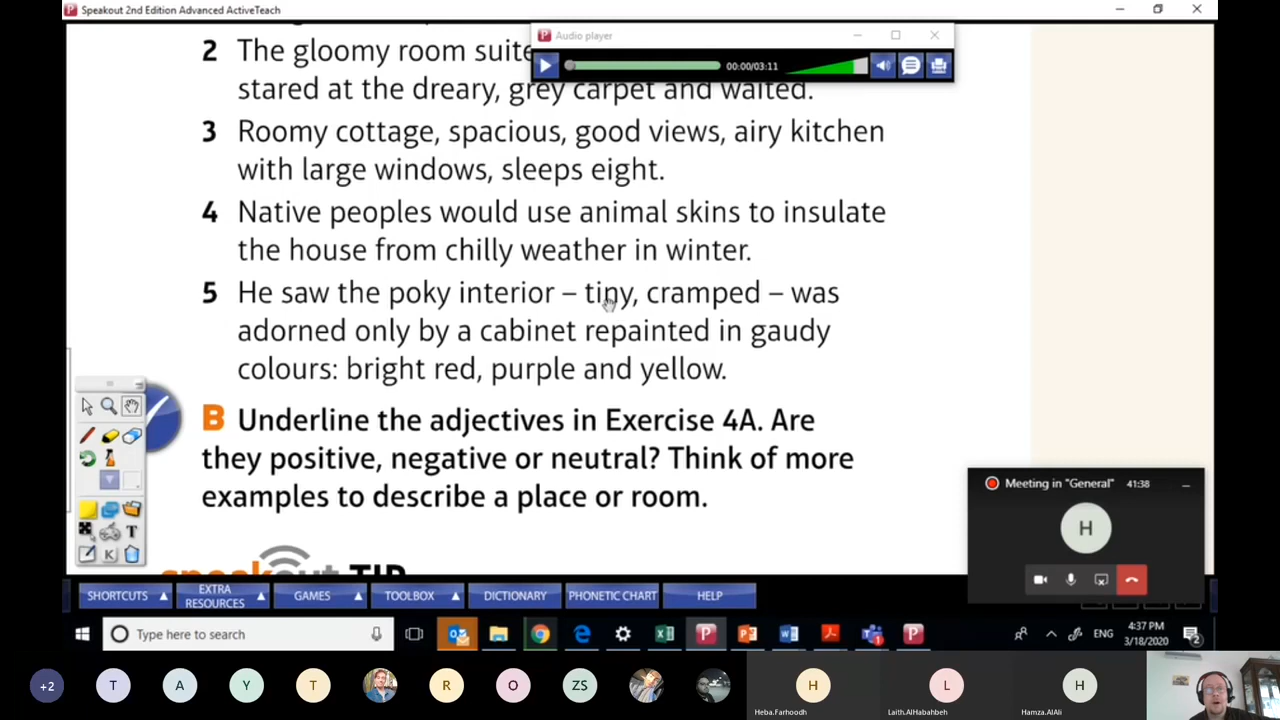 Speakout 2nd Edition Advanced ActiveTeach
Audio player
00:00/03:11
2 The gloomy room suite
stared at the dreary, grey carpet and waited.
3 Roomy cottage, spacious, good views, airy kitchen
with large windows, sleeps eight.
4 Native peoples would use animal skins to insulate
the house from chilly weather in winter.
5 He saw the poky interior – tiny, cramped – was
adorned only by a cabinet repainted in gaudy
colours: bright red, purple and yellow.
B Underline the adjectives in Exercise 4A. Are
they positive, negative or neutral? Think of more
examples to describe a place or room.
speakout TIP
Meeting in "General" 41:38
H
SHORTCUTS
EXTRA RESOURCES
GAMES
TOOLBOX
DICTIONARY
PHONETIC CHART
HELP
Type here to search
ENG
4:37 PM
3/18/2020
+2 T A Y T R O ZS H L H
Heba.Farhoodh
Laith.AlHabahbeh
Hamza.AlAli